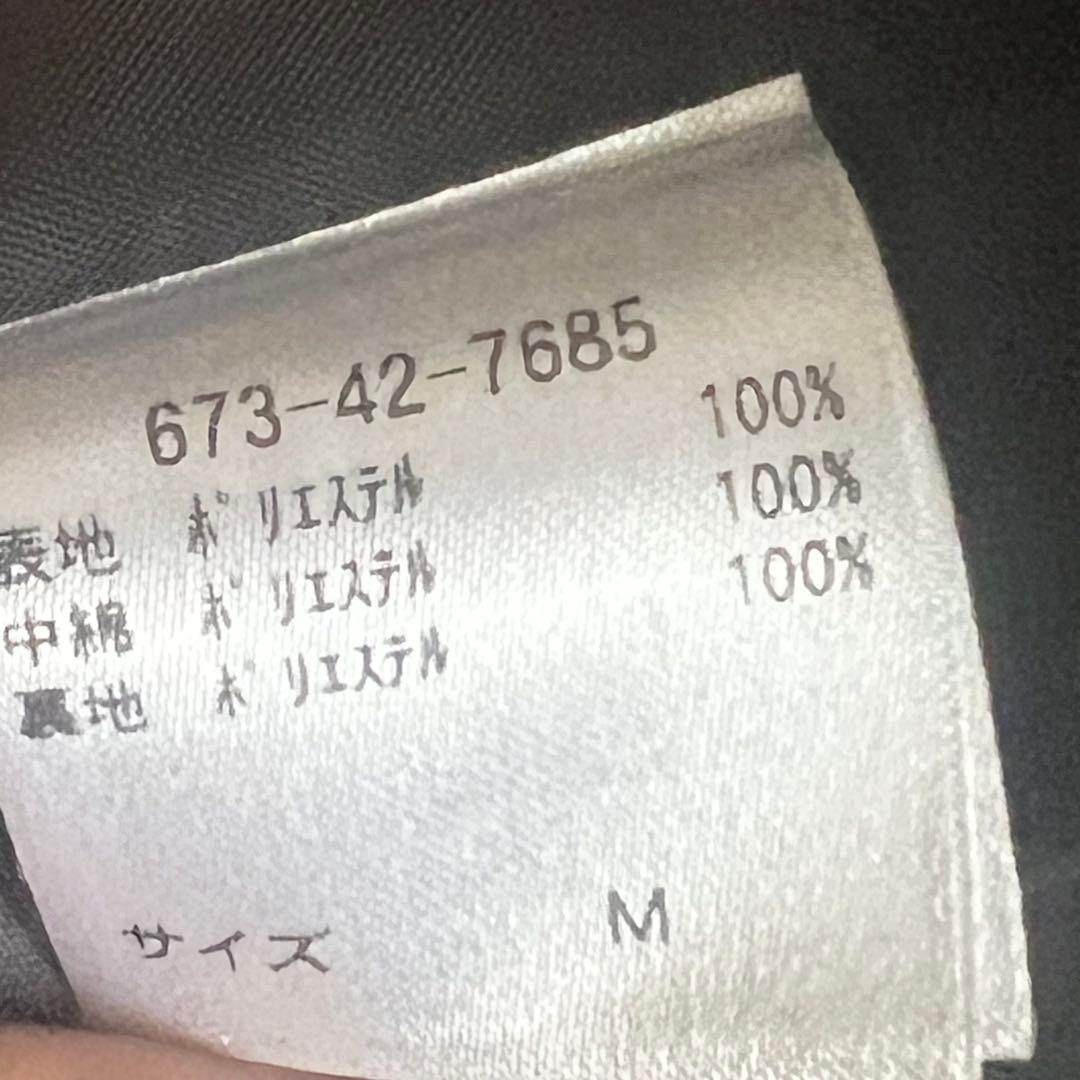 673-42-7685
表地 ポリエステル 100%
中綿 ポリエステル 100%
裏地 ポリエステル 100%
サイズ M